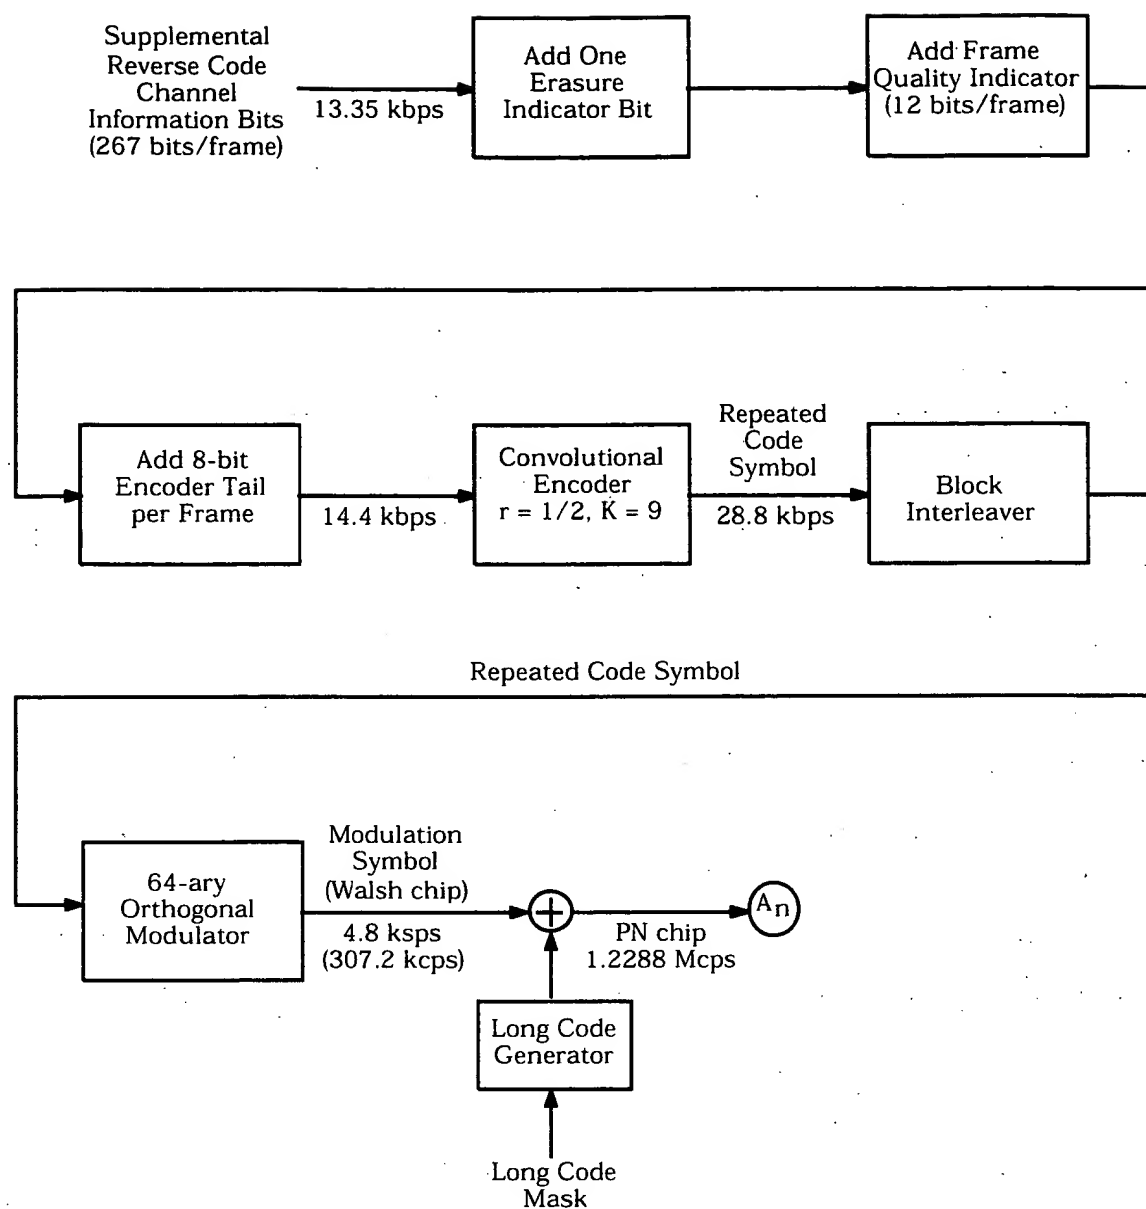 Supplemental
Reverse Code
Channel
Information Bits
(267 bits/frame)
13.35 kbps
Add One
Erasure
Indicator Bit
Add Frame
Quality Indicator
(12 bits/frame)
Add 8-bit
Encoder Tail
per Frame
14.4 kbps
Convolutional
Encoder
r = 1/2, K = 9
Repeated
Code
Symbol
28.8 kbps
Block
Interleaver
Repeated Code Symbol
64-ary
Orthogonal
Modulator
Modulation
Symbol
(Walsh chip)
4.8 ksps
(307.2 kcps)
+
PN chip
1.2288 Mcps
An
Long Code
Generator
Long Code
Mask